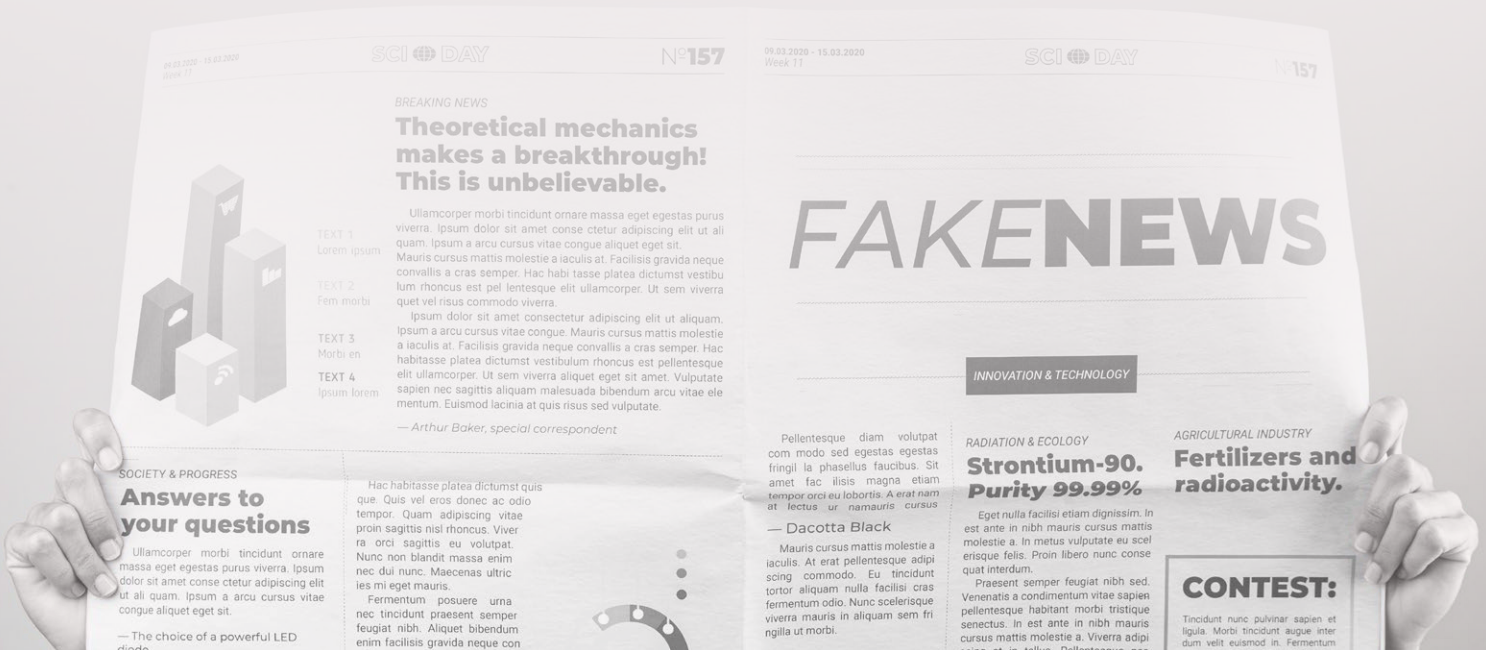 09.03.2020 - 15.03.2020
Week 11
SCI DAY
Nº157
BREAKING NEWS
Theoretical mechanics
makes a breakthrough!
This is unbelievable.
Ullamcorper morbi tincidunt ornare massa eget egestas purus
viverra. Ipsum dolor sit amet conse ctetur adipiscing elit ut ali
quam. Ipsum a arcu cursus vitae congue aliquet eget sit.
Mauris cursus mattis molestie a iaculis at. Facilisis gravida neque
convallis a cras semper. Hac habi tasse platea dictumst vestibu
lum rhoncus est pel lentesque elit ullamcorper. Ut sem viverra
quet vel risus commodo viverra.
Ipsum dolor sit amet consectetur adipiscing elit ut aliquam.
Ipsum a arcu cursus vitae congue. Mauris cursus mattis molestie
a iaculis at. Facilisis gravida neque convallis a cras semper. Hac
habitasse platea dictumst vestibulum rhoncus est pellentesque
elit ullamcorper. Ut sem viverra aliquet eget sit amet. Vulputate
sapien nec sagittis aliquam malesuada bibendum arcu vitae ele
mentum. Euismod lacinia at quis risus sed vulputate.
— Arthur Baker, special correspondent
TEXT 1
Lorem ipsum
TEXT 2
Fem morbi
TEXT 3
Morbi en
TEXT 4
Ipsum lorem
SOCIETY & PROGRESS
Answers to
your questions
Ullamcorper morbi tincidunt ornare
massa eget egestas purus viverra. Ipsum
dolor sit amet conse ctetur adipiscing elit
ut ali quam. Ipsum a arcu cursus vitae
congue aliquet eget sit.
— The choice of a powerful LED
diode
Hac habitasse platea dictumst quis
que. Quis vel eros donec ac odio
tempor. Quam adipiscing vitae
proin sagittis nisl rhoncus. Viver
ra orci sagittis eu volutpat.
Nunc non blandit massa enim
nec dui nunc. Maecenas ultric
ies mi eget mauris.
Fermentum posuere urna
nec tincidunt praesent semper
feugiat nibh. Aliquet bibendum
enim facilisis gravida neque con
09.03.2020 - 15.03.2020
Week 11
SCI DAY
Nº157
FAKENEWS
INNOVATION & TECHNOLOGY
Pellentesque diam volutpat
com modo sed egestas egestas
fringil la phasellus faucibus. Sit
amet fac ilisis magna etiam
tempor orci eu lobortis. A erat nam
at lectus ur namauris cursus
— Dacotta Black
Mauris cursus mattis molestie a
iaculis. At erat pellentesque adipi
scing commodo. Eu tincidunt
tortor aliquam nulla facilisi cras
fermentum odio. Nunc scelerisque
viverra mauris in aliquam sem fri
ngilla ut morbi.
RADIATION & ECOLOGY
Strontium-90.
Purity 99.99%
Eget nulla facilisi etiam dignissim. In
est ante in nibh mauris cursus mattis
molestie a. In metus vulputate eu scel
erisque felis. Proin libero nunc conse
quat interdum.
Praesent semper feugiat nibh sed.
Venenatis a condimentum vitae sapien
pellentesque habitant morbi tristique
senectus. In est ante in nibh mauris
cursus mattis molestie a. Viverra adipi
AGRICULTURAL INDUSTRY
Fertilizers and
radioactivity.
CONTEST:
Tincidunt nunc pulvinar sapien et
ligula. Morbi tincidunt augue inter
dum velit euismod in. Fermentum